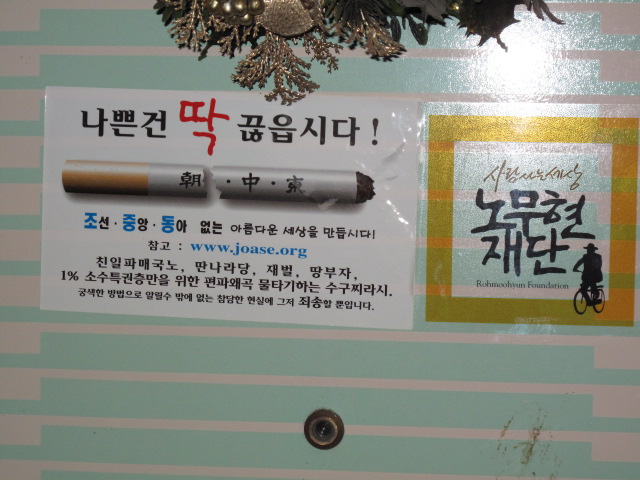 나쁜건 딱 끊읍시다!
朝·中·東
조선·중앙·동아 없는 아름다운 세상을 만듭시다!
참고 : www.joase.org
친일파매국노, 딴나라당, 재벌, 땅부자,
1% 소수특권층만을 위한 편파왜곡 물타기하는 수구찌라시.
궁색한 방법으로 알릴수 밖에 없는 참담한 현실에 그저 죄송할 뿐입니다.
사람사는세상
노무현
재단
Rohmoohyun Foundation